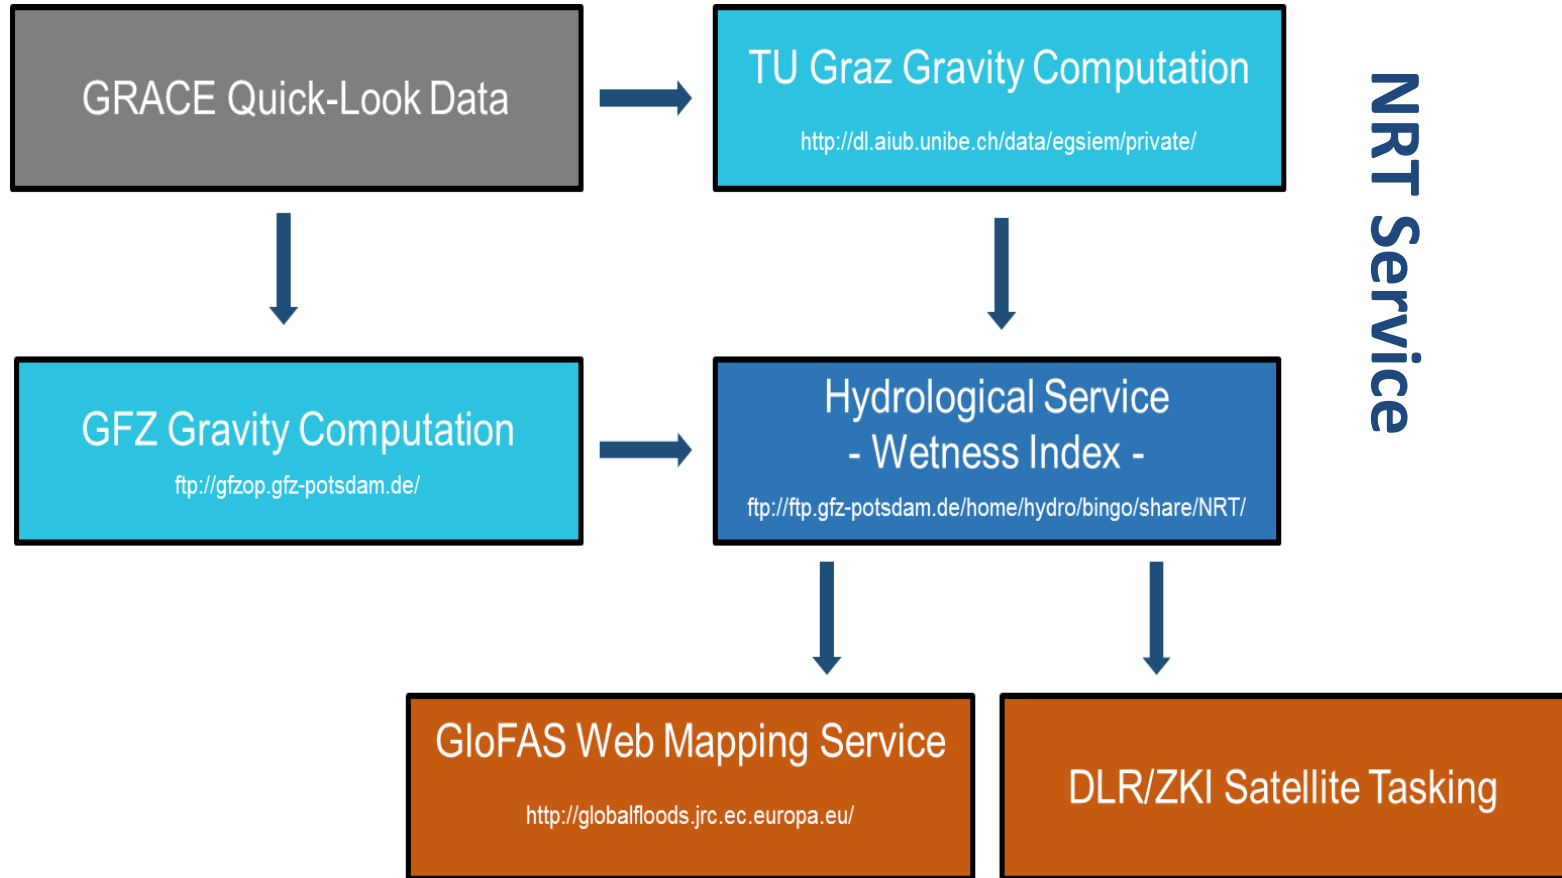 GRACE Quick-Look Data
TU Graz Gravity Computation
http://dl.aiub.unibe.ch/data/egsiem/private/
NRT Service
GFZ Gravity Computation
ftp://gfzop.gfz-potsdam.de/
Hydrological Service
- Wetness Index -
ftp://ftp.gfz-potsdam.de/home/hydro/bingo/share/NRT/
GloFAS Web Mapping Service
http://globalfloods.jrc.ec.europa.eu/
DLR/ZKI Satellite Tasking